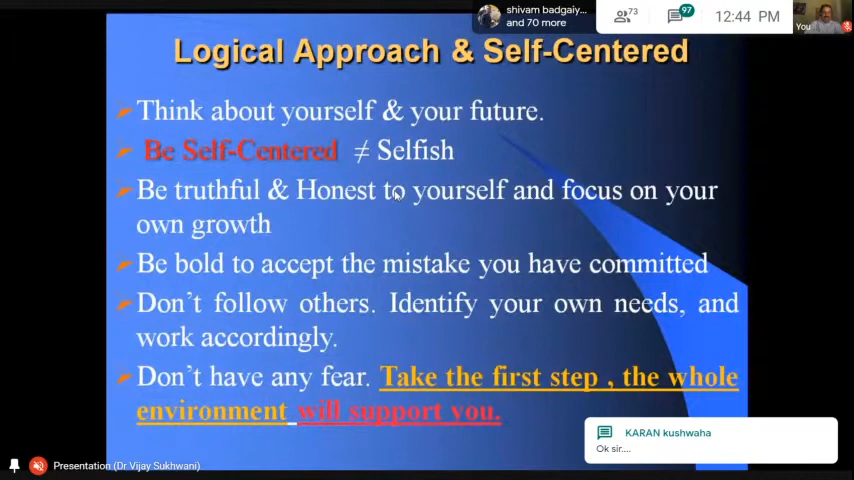 shivam badgaiy...
and 70 more
73
97
12:44 PM
You
Logical Approach & Self-Centered
Think about yourself & your future.
Be Self-Centered ≠ Selfish
Be truthful & Honest to yourself and focus on your
own growth
Be bold to accept the mistake you have committed
Don't follow others. Identify your own needs, and
work accordingly.
Don't have any fear. Take the first step , the whole
environment will support you.
KARAN kushwaha
Ok sir....
Presentation (Dr Vijay Sukhwani)